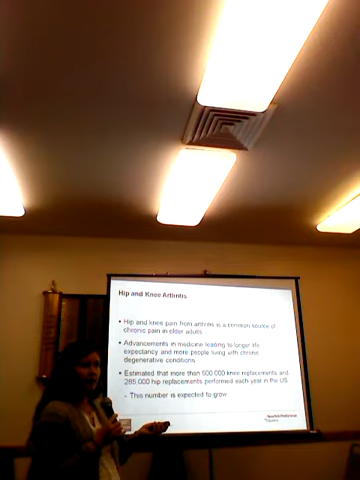 Hip and Knee Arthritis
• Hip and knee pain from arthritis is a common source of
chronic pain in older adults
• Advancements in medicine leading to longer life
expectancy and more people living with chronic
degenerative conditions
• Estimated that more than 600,000 knee replacements and
285,000 hip replacements performed each year in the US
– This number is expected to grow
NewYork-Presbyterian